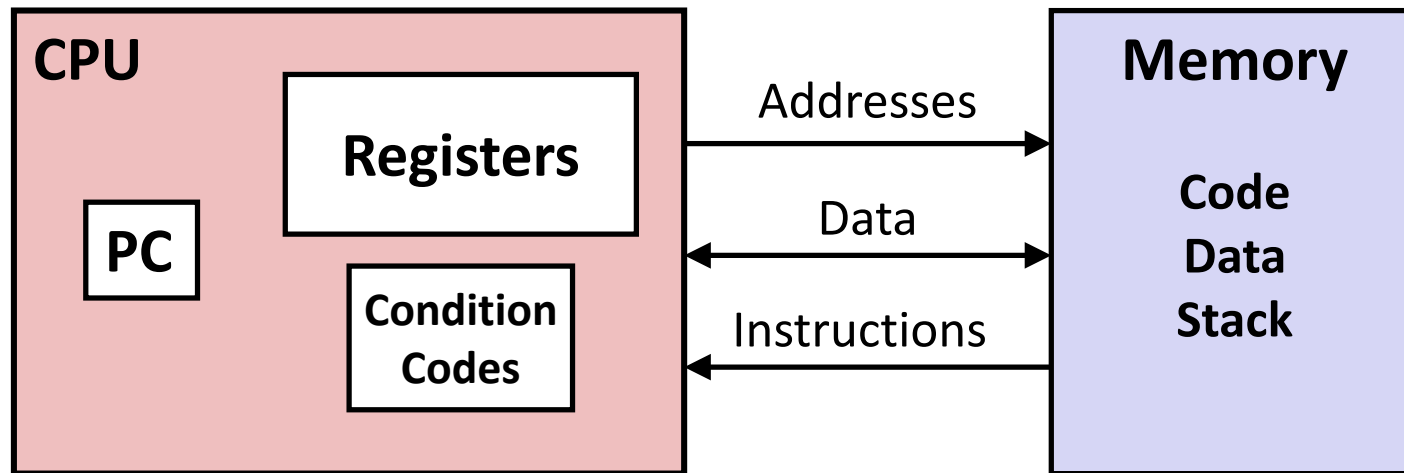 CPU
Registers
PC
Condition
Codes
Addresses
Data
Instructions
Memory
Code
Data
Stack